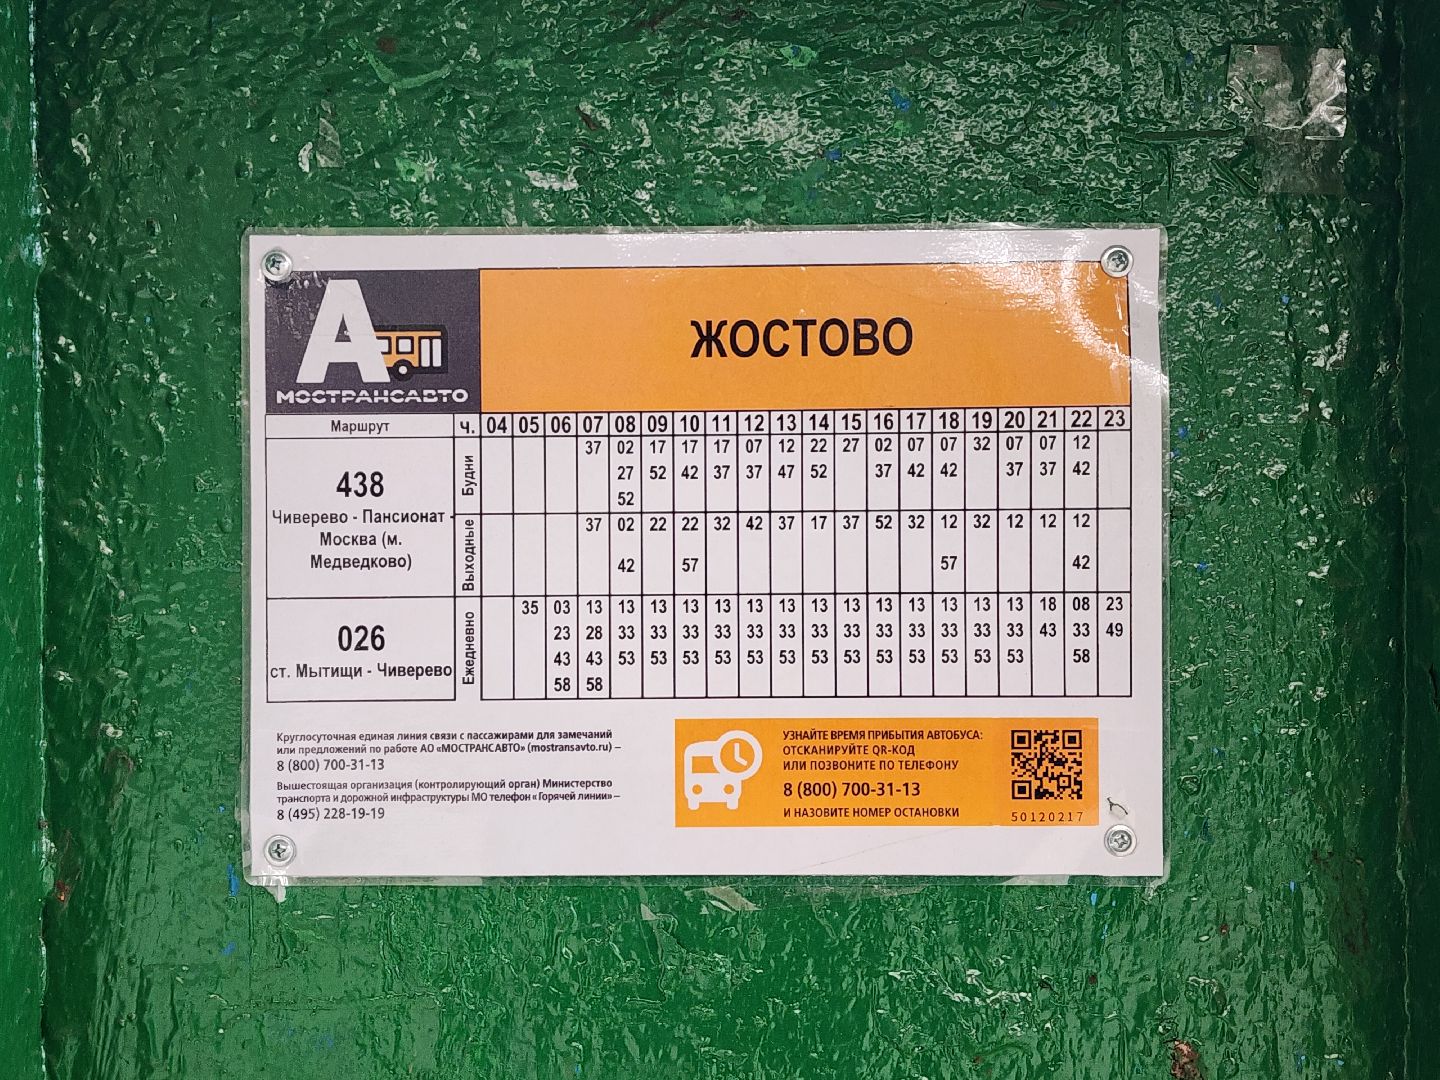 А
МОСТРАНСАВТО
ЖОСТОВО
Маршрут ч. 04 05 06 07 08 09 10 11 12 13 14 15 16 17 18 19 20 21 22 23
438
Чиверево - Пансионат -
Москва (м.
Медведково)
Будни
37 02 17 17 17 07 12 22 27 02 07 07 32 07 07 12
27 52 42 37 37 47 52 37 42 42 37 37 42
52
Выходные
37 02 22 22 32 42 37 17 37 52 32 12 32 12 12 12
42 57 57 42
026
ст. Мытищи - Чиверево
Ежедневно
35 03 13 13 13 13 13 13 13 13 13 13 13 13 13 13 18 08 23
23 28 33 33 33 33 33 33 33 33 33 33 33 33 33 43 33 49
43 43 53 53 53 53 53 53 53 53 53 53 53 53 53 58
58 58
Круглосуточная единая линия связи с пассажирами для замечаний
или предложений по работе АО «МОСТРАНСАВТО» (mostransavto.ru) –
8 (800) 700-31-13
Вышестоящая организация (контролирующий орган) Министерство
транспорта и дорожной инфраструктуры МО телефон «Горячей линии» –
8 (495) 228-19-19
УЗНАЙТЕ ВРЕМЯ ПРИБЫТИЯ АВТОБУСА:
ОТСКАНИРУЙТЕ QR-КОД
ИЛИ ПОЗВОНИТЕ ПО ТЕЛЕФОНУ
8 (800) 700-31-13
И НАЗОВИТЕ НОМЕР ОСТАНОВКИ
50120217